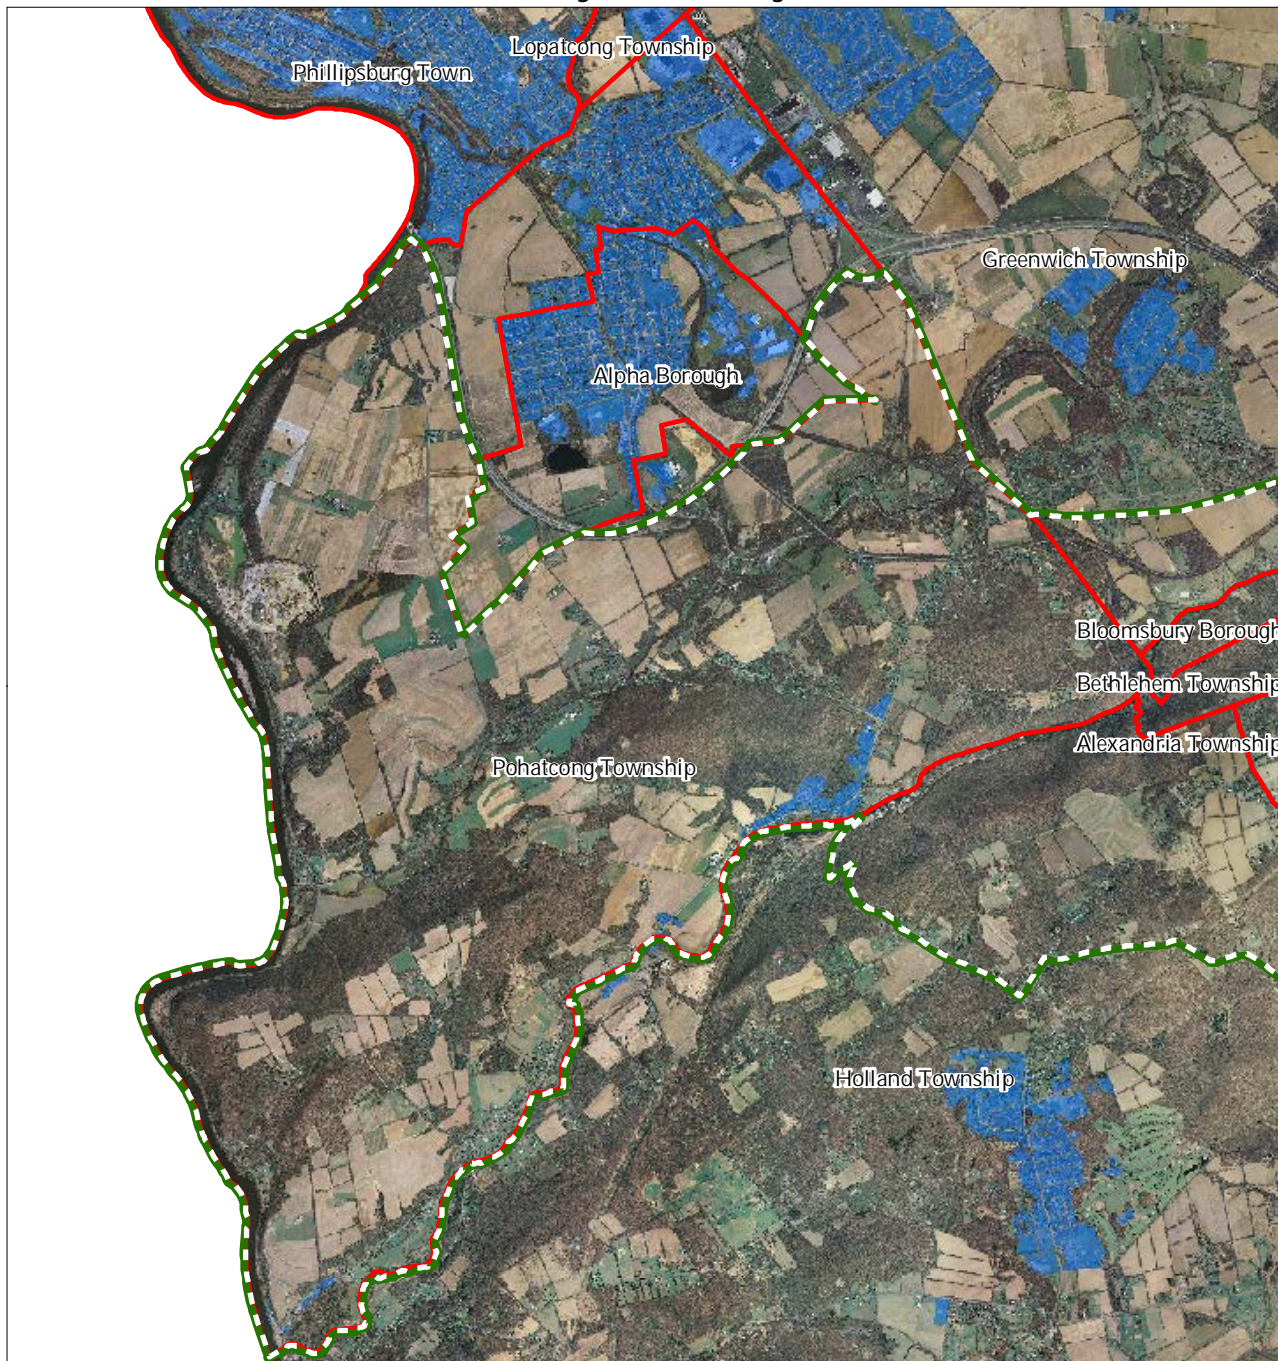 Lopatcong Township
Phillipsburg Town
Greenwich Township
Alpha Borough
Bloomsbury Borough
Bethlehem Township
Alexandria Township
Pohatcong Township
Holland Township